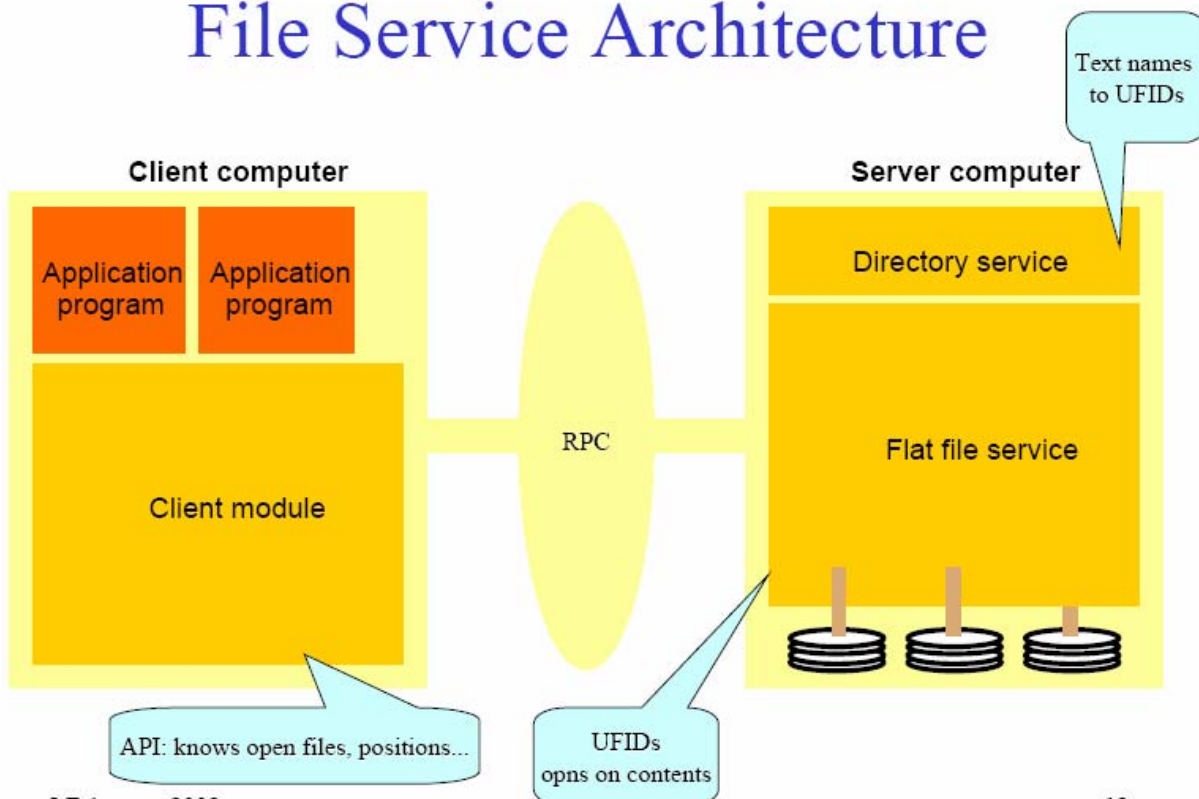 File Service Architecture
Text names
to UFIDs
Client computer
Server computer
Application
program
Application
program
Directory service
RPC
Flat file service
Client module
API: knows open files, positions...
UFIDs
opns on contents